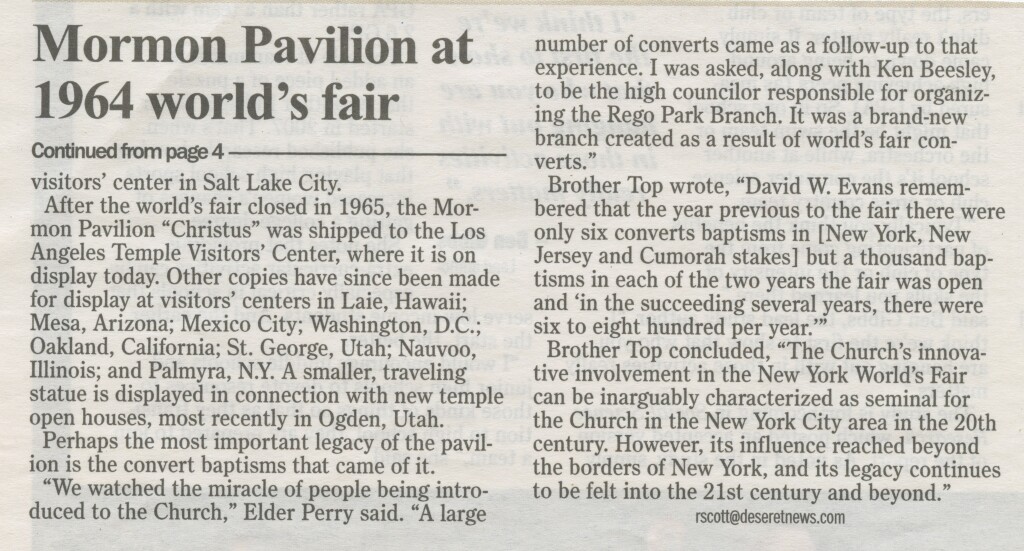 Mormon Pavilion at
1964 world's fair
Continued from page 4
visitors' center in Salt Lake City.
After the world's fair closed in 1965, the Mor-
mon Pavilion "Christus" was shipped to the Los
Angeles Temple Visitors' Center, where it is on
display today. Other copies have since been made
for display at visitors' centers in Laie, Hawaii;
Mesa, Arizona; Mexico City; Washington, D.C.;
Oakland, California; St. George, Utah; Nauvoo,
Illinois; and Palmyra, N.Y. A smaller, traveling
statue is displayed in connection with new temple
open houses, most recently in Ogden, Utah.
Perhaps the most important legacy of the pavil-
ion is the convert baptisms that came of it.
"We watched the miracle of people being intro-
duced to the Church," Elder Perry said. "A large
number of converts came as a follow-up to that
experience. I was asked, along with Ken Beesley,
to be the high councilor responsible for organiz-
ing the Rego Park Branch. It was a brand-new
branch created as a result of world's fair con-
verts."
Brother Top wrote, "David W. Evans remem-
bered that the year previous to the fair there were
only six converts baptisms in [New York, New
Jersey and Cumorah stakes] but a thousand bap-
tisms in each of the two years the fair was open
and 'in the succeeding several years, there were
six to eight hundred per year.'"
Brother Top concluded, "The Church's innova-
tive involvement in the New York World's Fair
can be inarguably characterized as seminal for
the Church in the New York City area in the 20th
century. However, its influence reached beyond
the borders of New York, and its legacy continues
to be felt into the 21st century and beyond."
rscott@deseretnews.com